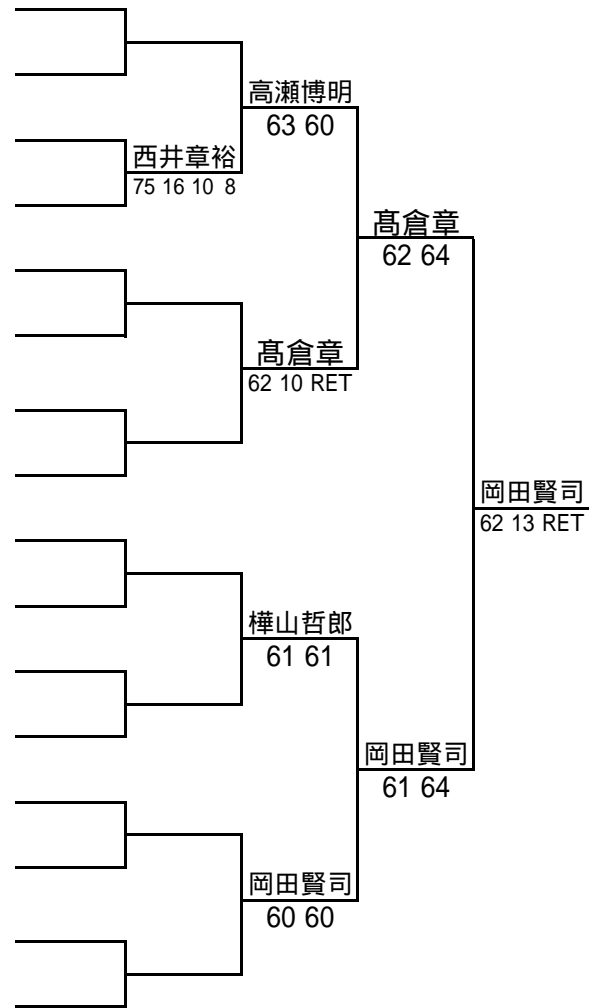 高瀬博明
63 60
西井章裕
75 16 10 8
髙倉章
62 64
髙倉章
62 10 RET
岡田賢司
62 13 RET
樺山哲郎
61 61
岡田賢司
61 64
岡田賢司
60 60